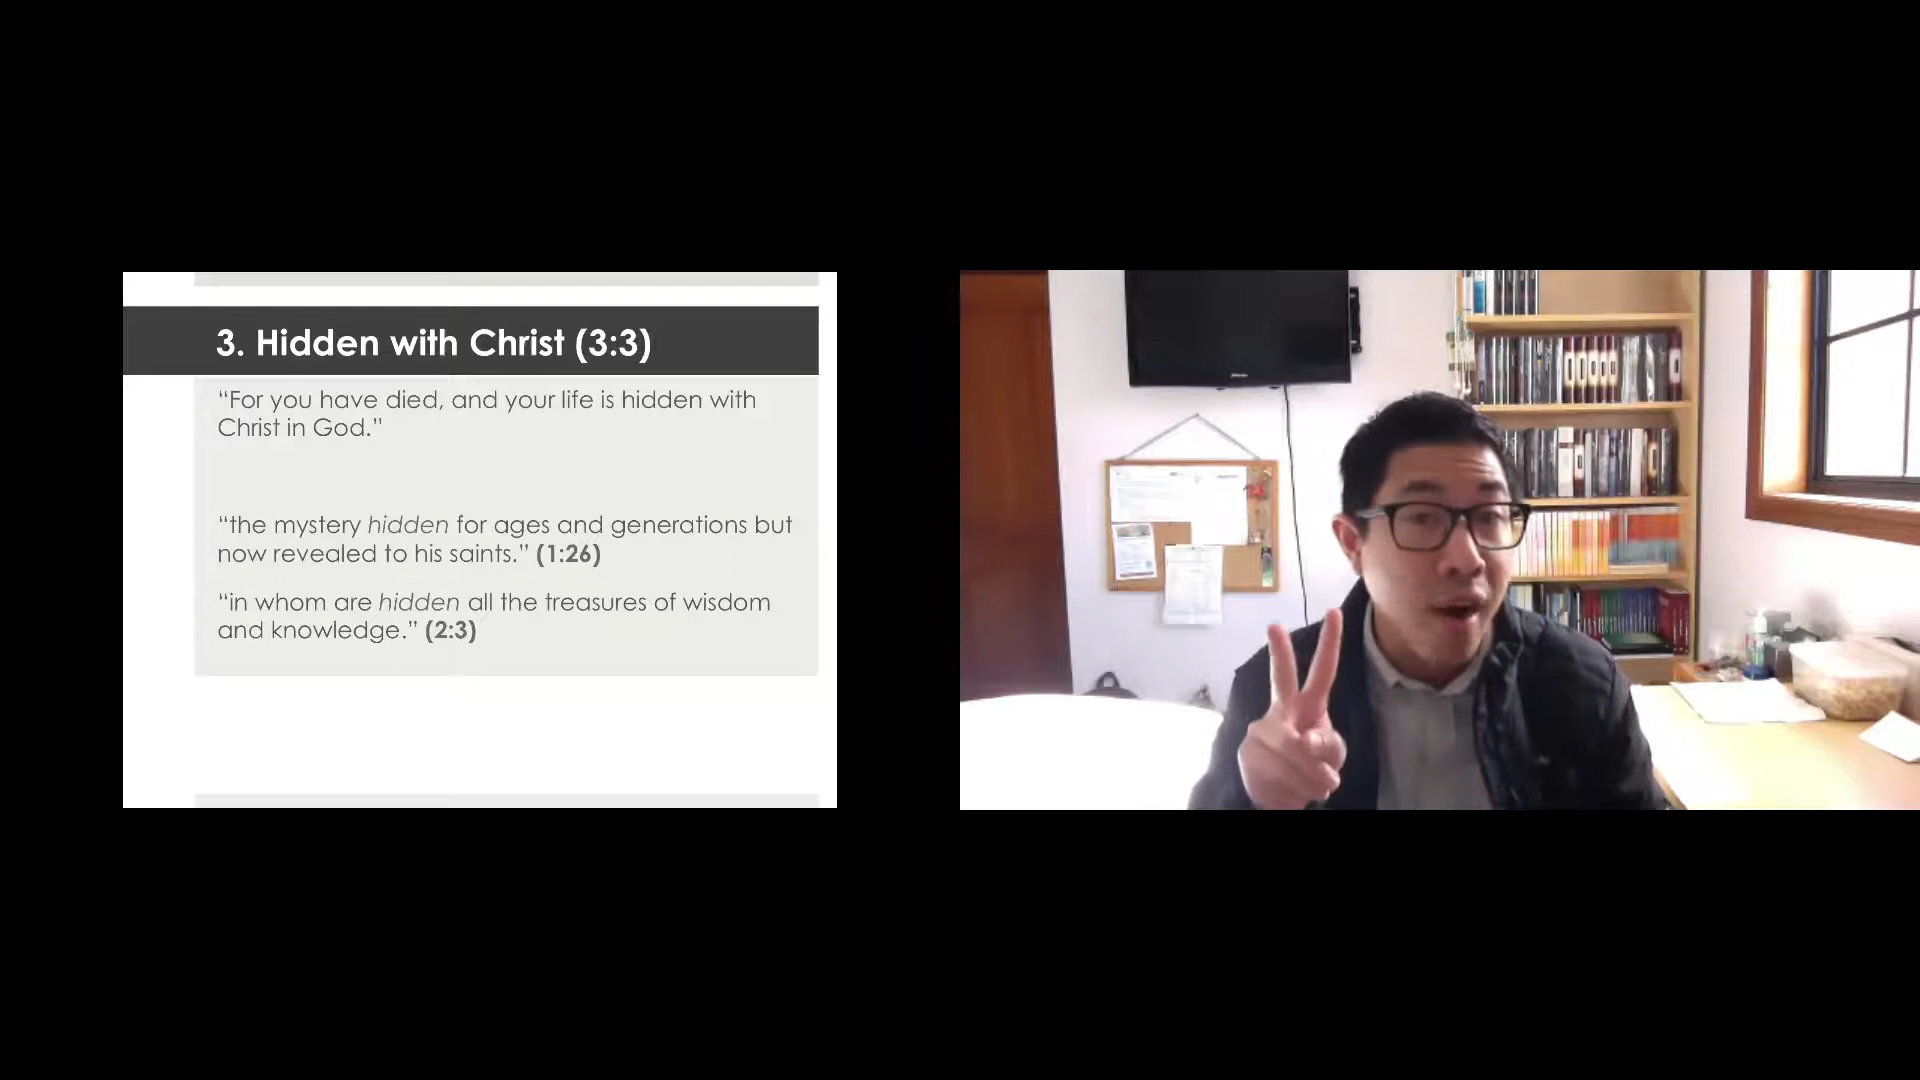 3. Hidden with Christ (3:3)
“For you have died, and your life is hidden with
Christ in God.”
“the mystery hidden for ages and generations but
now revealed to his saints.” (1:26)
“in whom are hidden all the treasures of wisdom
and knowledge.” (2:3)